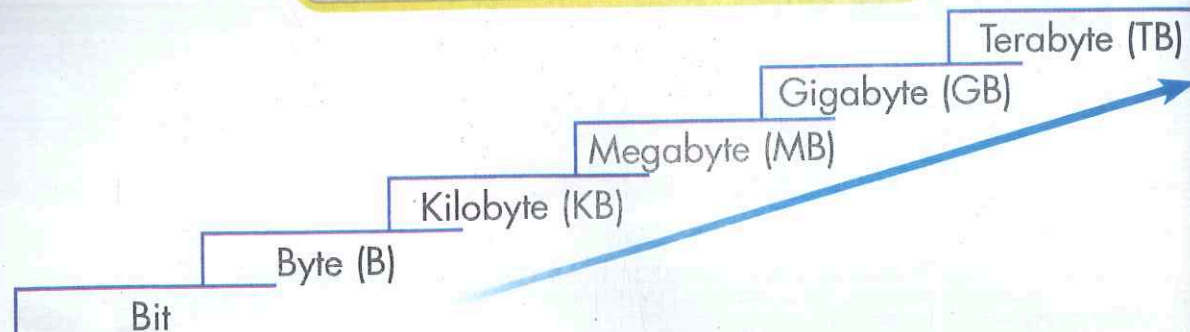 Terabyte (TB)
Gigabyte (GB)
Megabyte (MB)
Kilobyte (KB)
Byte (B)
Bit